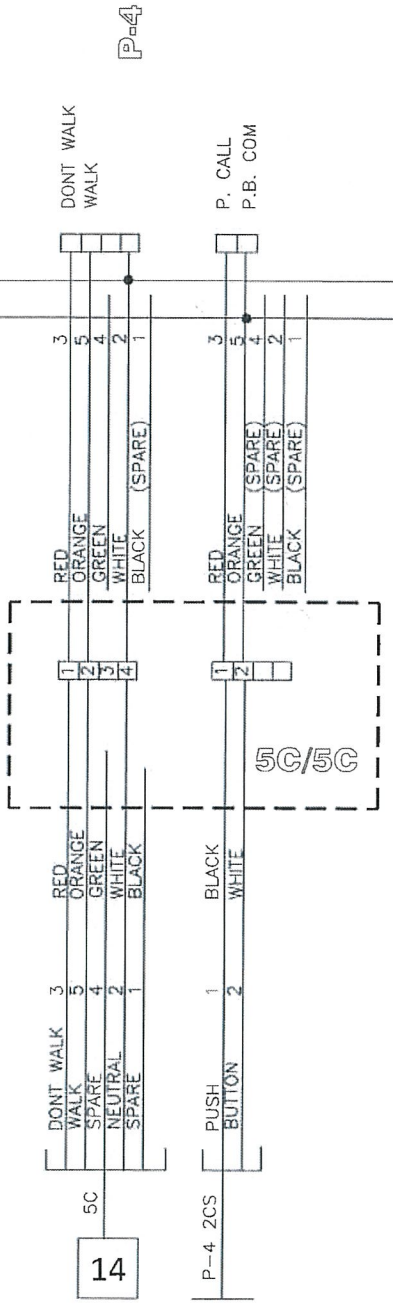 P-4
DONT WALK
WALK
P. CALL
P.B. COM
3
5
4
2
1
RED
ORANGE
GREEN
WHITE
BLACK (SPARE)
3
5
4
2
1
RED
ORANGE
GREEN (SPARE)
WHITE (SPARE)
BLACK (SPARE)
1
2
3
4
1
2
5C/5C
RED
ORANGE
GREEN
WHITE
BLACK
BLACK
WHITE
DONT WALK 3
WALK 5
SPARE 4
NEUTRAL 2
SPARE 1
PUSH 1
BUTTON 2
5C
14
P-4 2CS